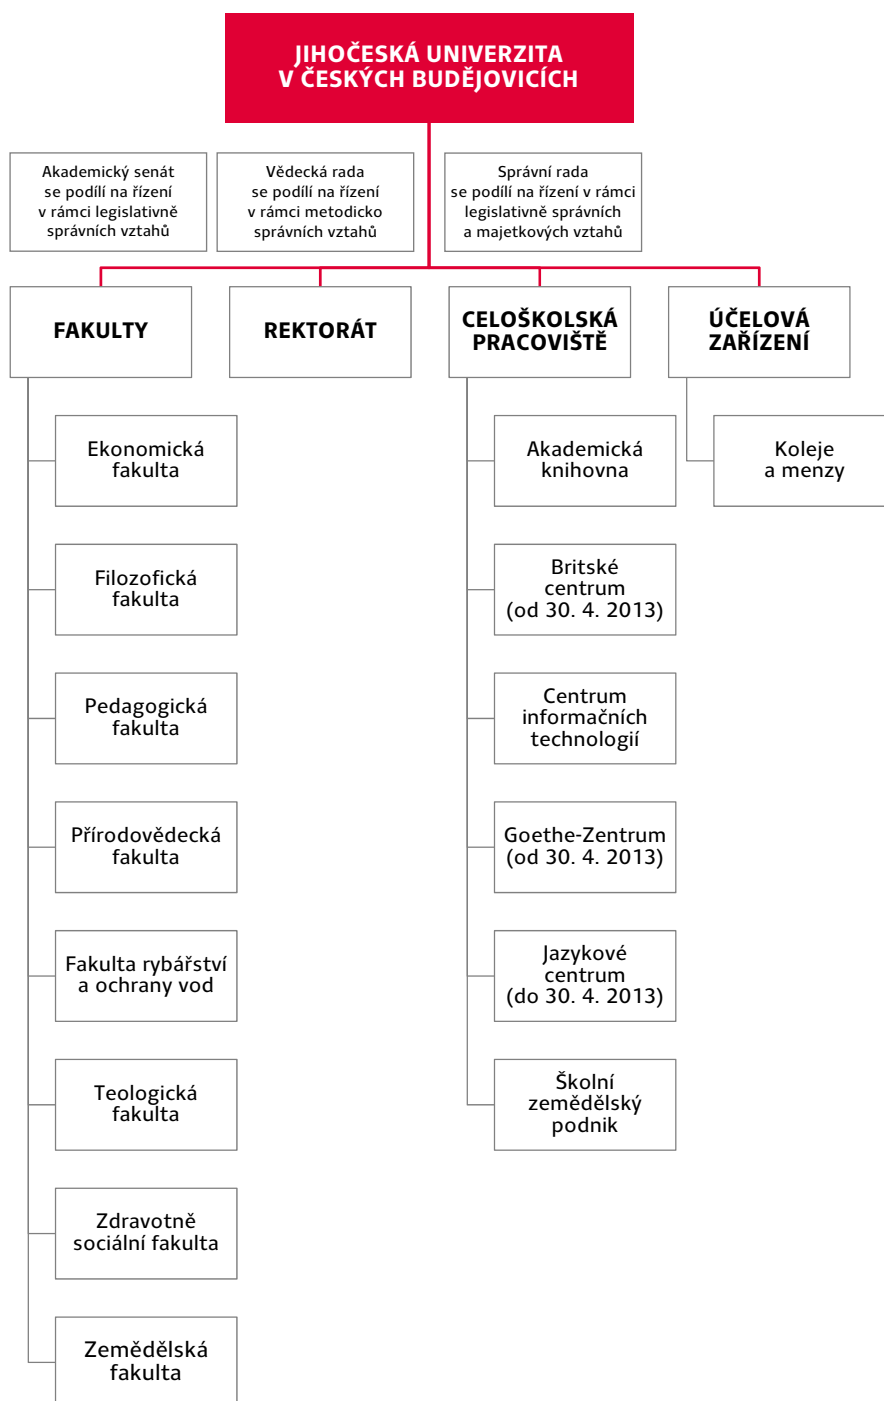 JIHOČESKÁ UNIVERZITA
V ČESKÝCH BUDĚJOVICÍCH
Akademický senát
se podílí na řízení
v rámci legislativně
správních vztahů
Vědecká rada
se podílí na řízení
v rámci metodicko
správních vztahů
Správní rada
se podílí na řízení v rámci
legislativně správních
a majetkových vztahů
FAKULTY
REKTORÁT
CELOŠKOLSKÁ
PRACOVIŠTĚ
ÚČELOVÁ
ZAŘÍZENÍ
Ekonomická
fakulta
Filozofická
fakulta
Pedagogická
fakulta
Přírodovědecká
fakulta
Fakulta rybářství
a ochrany vod
Teologická
fakulta
Zdravotně
sociální fakulta
Zemědělská
fakulta
Akademická
knihovna
Britské
centrum
(od 30. 4. 2013)
Centrum
informačních
technologií
Goethe-Zentrum
(od 30. 4. 2013)
Jazykové
centrum
(do 30. 4. 2013)
Školní
zemědělský
podnik
Koleje
a menzy